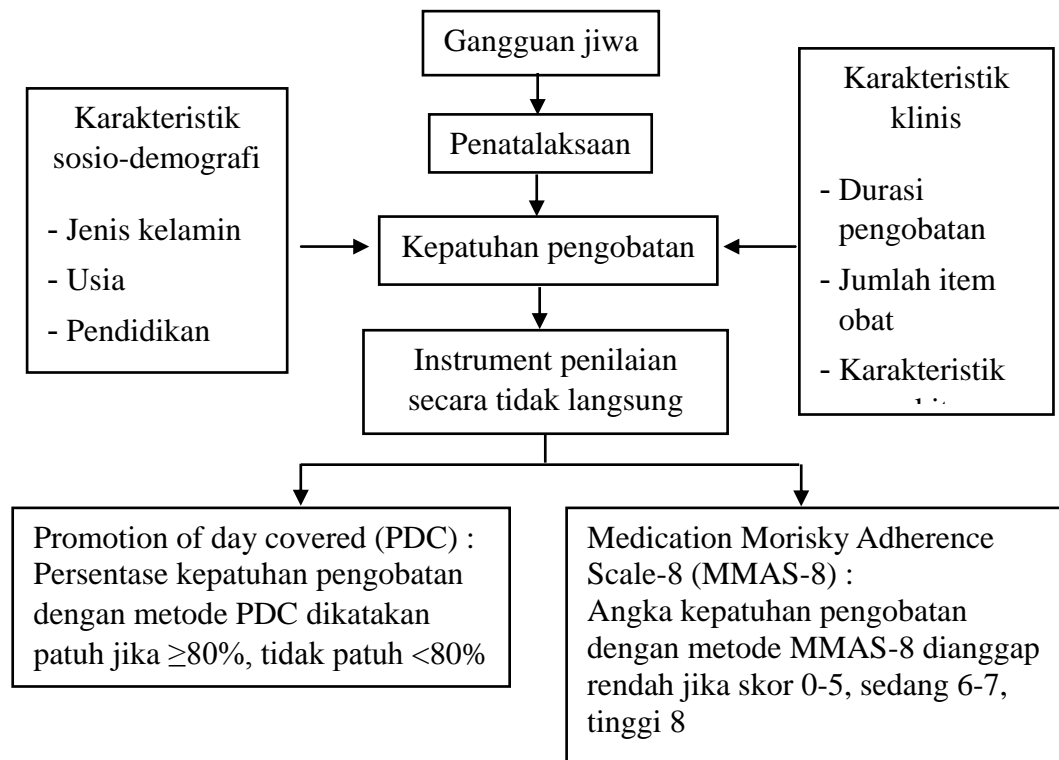 Gangguan jiwa
Karakteristik
sosio-demografi
- Jenis kelamin
- Usia
- Pendidikan
Penatalaksaan
Kepatuhan pengobatan
Karakteristik
klinis
- Durasi
pengobatan
- Jumlah item
obat
- Karakteristik
Instrument penilaian
secara tidak langsung
Promotion of day covered (PDC) :
Persentase kepatuhan pengobatan
dengan metode PDC dikatakan
patuh jika ≥80%, tidak patuh <80%
Medication Morisky Adherence
Scale-8 (MMAS-8) :
Angka kepatuhan pengobatan
dengan metode MMAS-8 dianggap
rendah jika skor 0-5, sedang 6-7,
tinggi 8